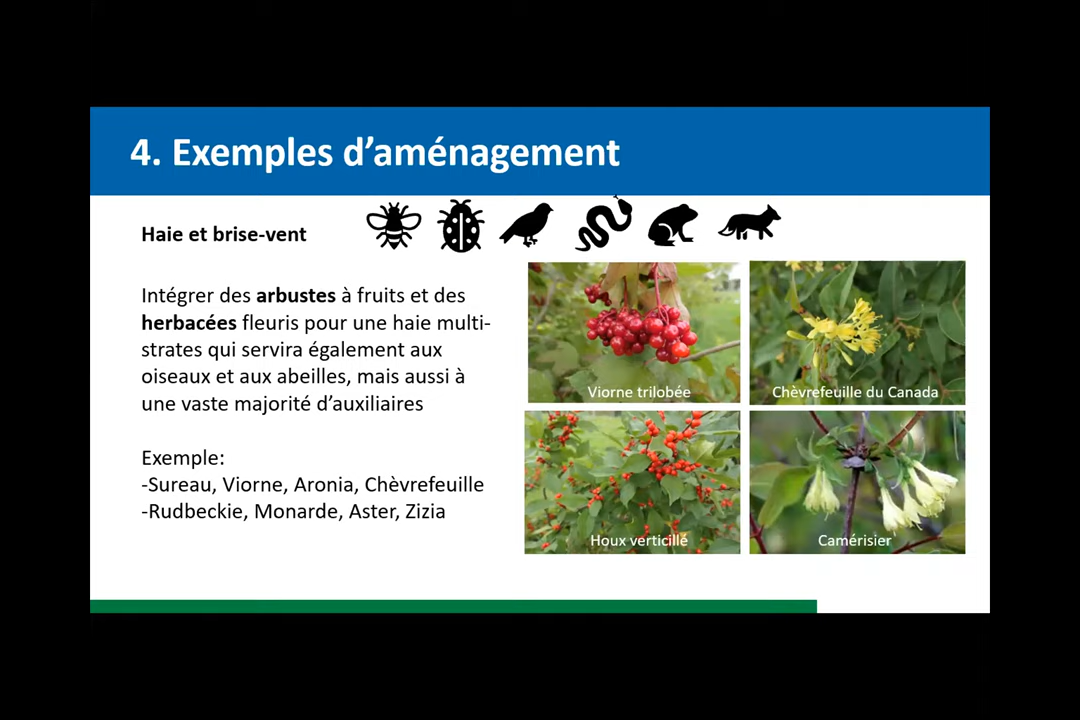 4. Exemples d'aménagement
Haie et brise-vent
Intégrer des arbustes à fruits et des
herbacées fleuris pour une haie multi-
strates qui servira également aux
oiseaux et aux abeilles, mais aussi à
une vaste majorité d'auxiliaires
Exemple:
-Sureau, Viorne, Aronia, Chèvrefeuille
-Rudbeckie, Monarde, Aster, Zizia
Viorne trilobée
Chèvrefeuille du Canada
Houx verticillé
Camérisier